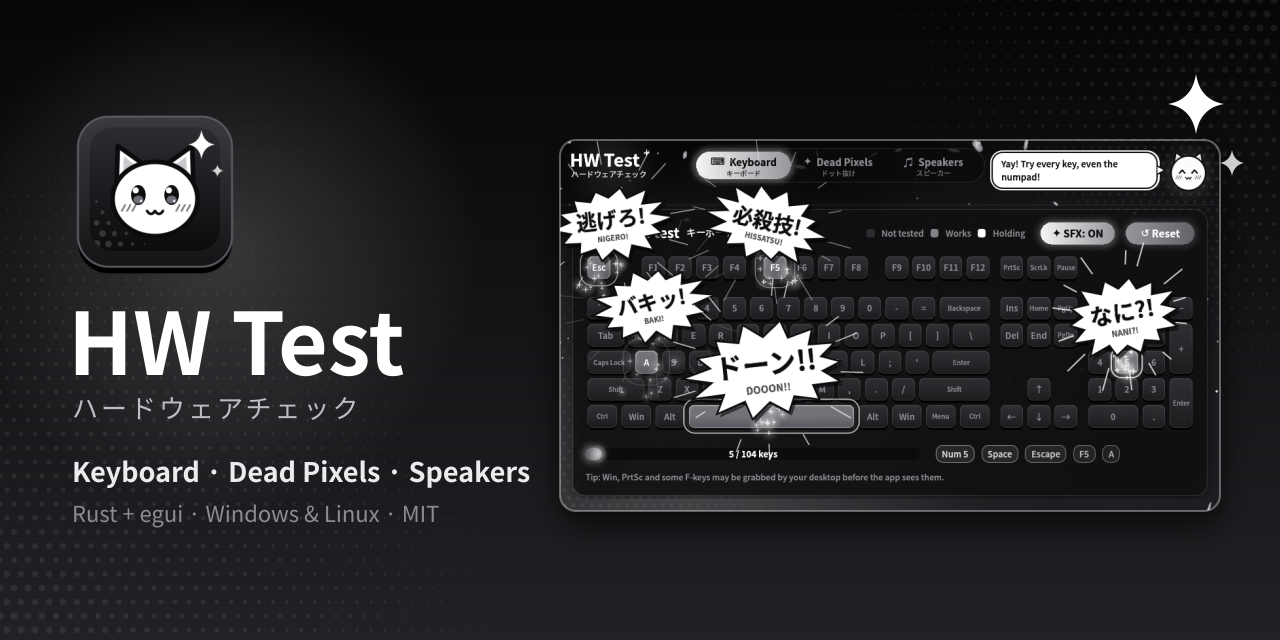 HW Test
ハードウェアチェック
Keyboard · Dead Pixels · Speakers
Rust + egui · Windows & Linux · MIT
HW Test
ハードウェアチェック
Keyboard
キーボード
Dead Pixels
ドット抜け
Speakers
スピーカー
Yay! Try every key, even the
numpad!
逃げろ!
NIGERO!
必殺技!
HISSATSU!
バキッ!
BAKI!
ドーン!!
DOOON!!
なに?!
NANI?!
Not tested Works Holding SFX: ON Reset
Esc F1 F2 F3 F4 F5 F6 F7 F8 F9 F10 F11 F12 PrtSc ScrLk Pause
5 6 7 8 9 0 - = Backspace Ins Home
Tab E R O P [ ] \ Del End
Caps Lock A L ; ' Enter 4 5 6 +
Shift Z X M , . / Shift ↑ 1 2 3 Enter
Ctrl Win Alt Alt Win Menu Ctrl ← ↓ → 0 .
5 / 104 keys
Num 5 Space Escape F5 A
Tip: Win, PrtSc and some F-keys may be grabbed by your desktop before the app sees them.